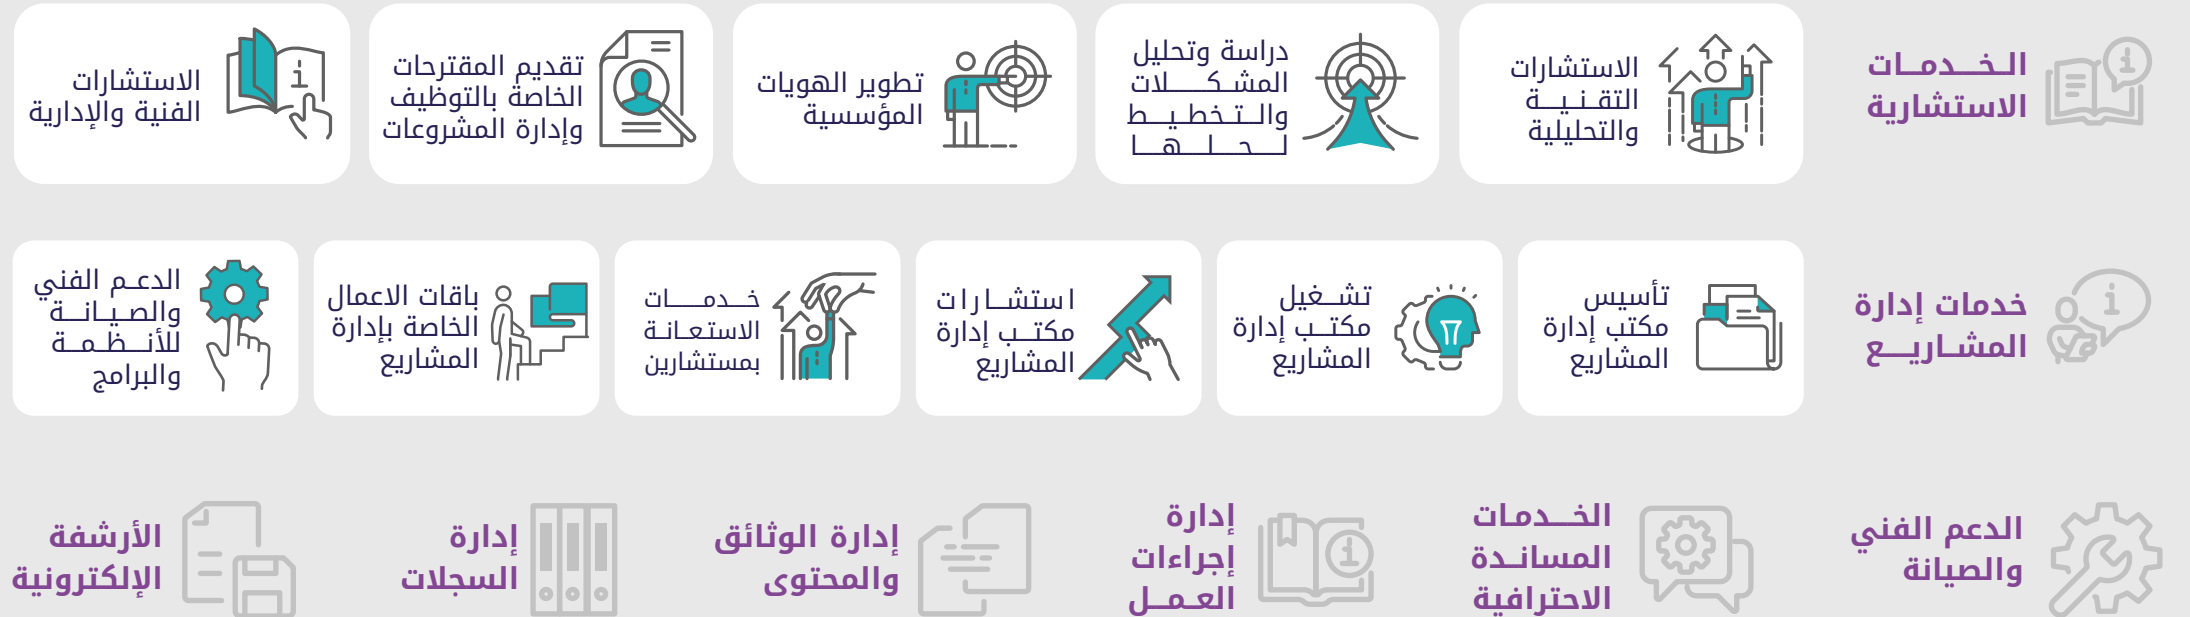 الخدمات
الاستشارية
الاستشارات
التقنية
والتحليلية
دراسة وتحليل
المشكلات
والتخطيط
لحلها
تطوير الهويات
المؤسسية
تقديم المقترحات
الخاصة بالتوظيف
وإدارة المشروعات
الاستشارات
الفنية والإدارية
خدمات إدارة
المشاريع
تأسيس
مكتب إدارة
المشاريع
تشغيل
مكتب إدارة
المشاريع
استشارات
مكتب إدارة
المشاريع
خدمات
الاستعانة
بمستشارين
باقات الاعمال
الخاصة بإدارة
المشاريع
الدعم الفني
والصيانة
للأنظمة
والبرامج
الدعم الفني
والصيانة
الخدمات
المساندة
الاحترافية
إدارة
إجراءات
العمل
إدارة الوثائق
والمحتوى
إدارة
السجلات
الأرشفة
الإلكترونية